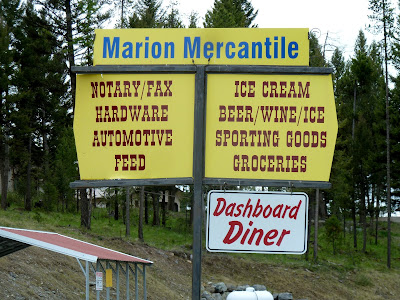 Marion Mercantile
NOTARY/FAX
HARDWARE
AUTOMOTIVE
FEED
ICE CREAM
BEER/WINE/ICE
SPORTING GOODS
GROCERIES
Dashboard
Diner